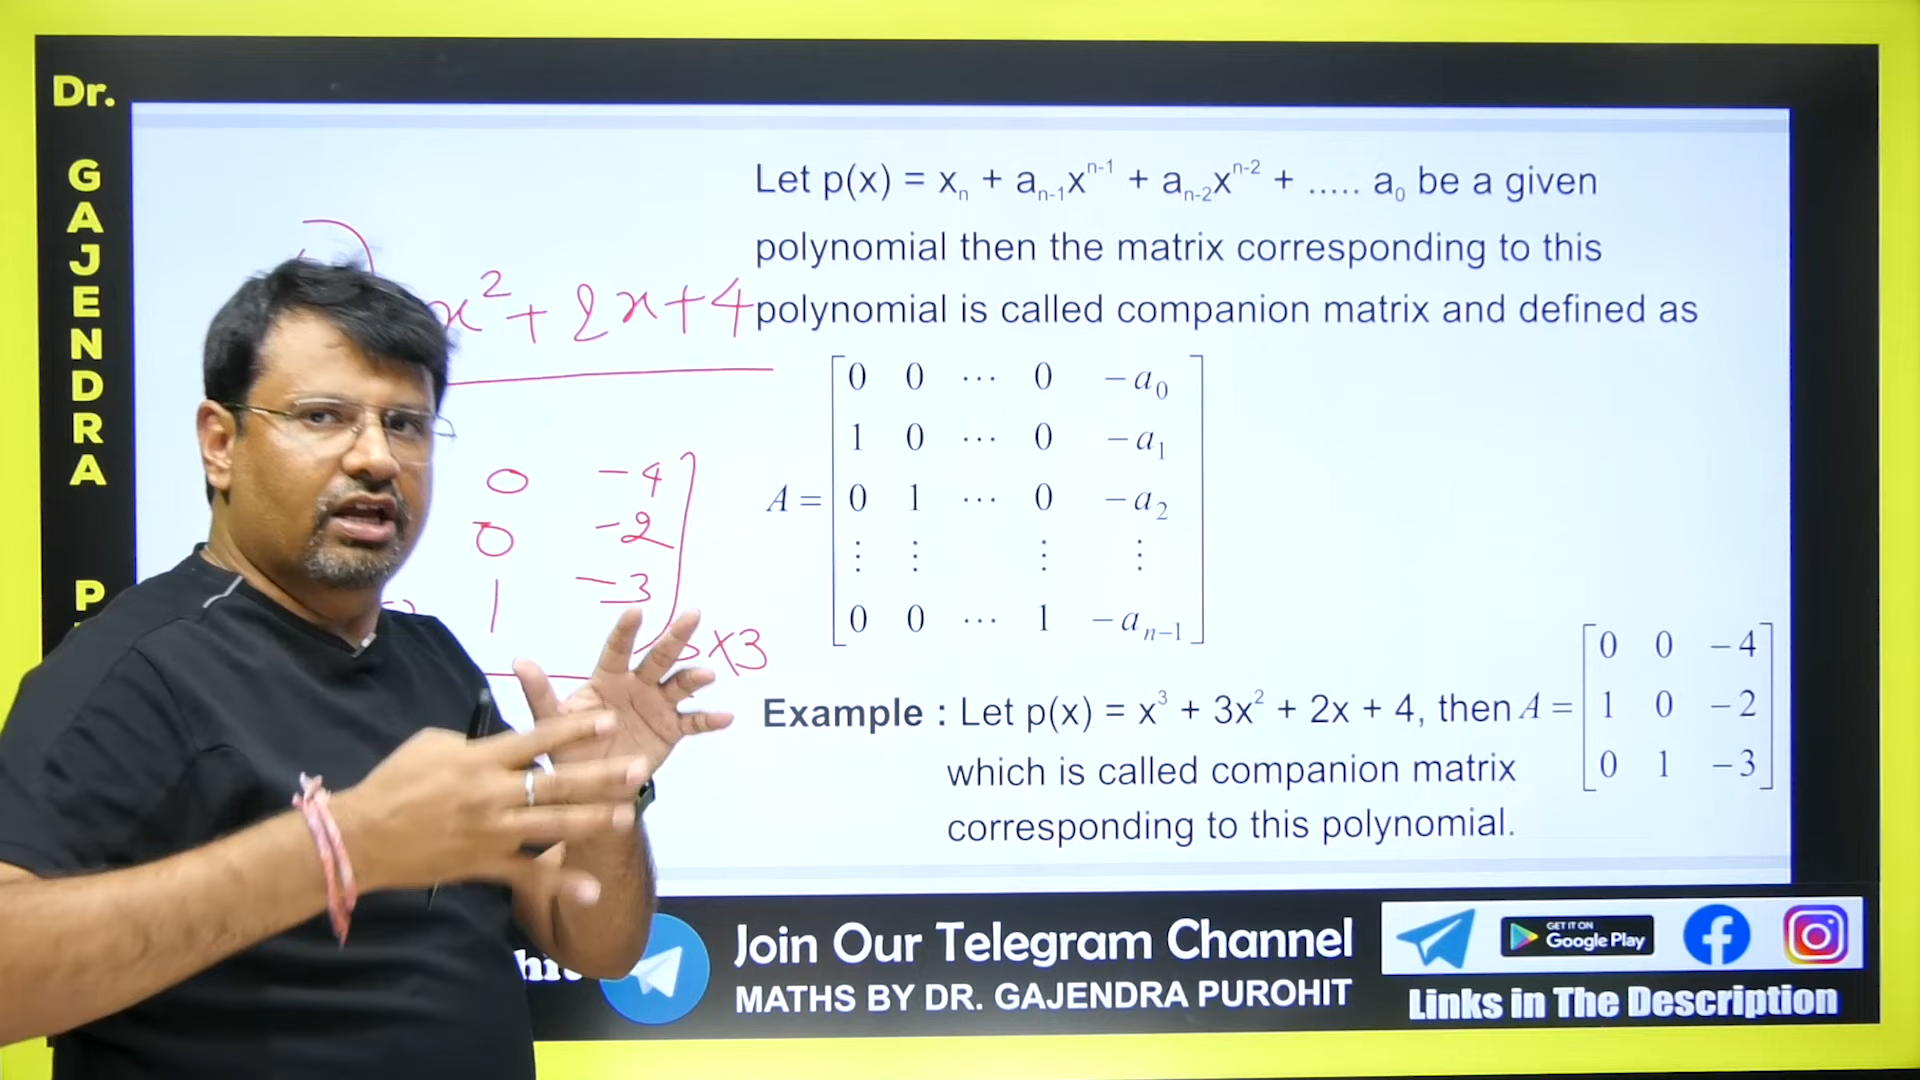 Dr.
GAJENDRA
P
Let p(x) = xₙ + aₙ₋₁xⁿ⁻¹ + aₙ₋₂xⁿ⁻² + ..... a₀ be a given
polynomial then the matrix corresponding to this
polynomial is called companion matrix and defined as
x² + 2x + 4
0 -4
0 -2
1 -3
×3
A =
0 0 ⋯ 0 -a₀
1 0 ⋯ 0 -a₁
0 1 ⋯ 0 -a₂
⋮ ⋮ ⋮ ⋮
0 0 ⋯ 1 -aₙ₋₁
Example : Let p(x) = x³ + 3x² + 2x + 4, then A =
0 0 -4
1 0 -2
0 1 -3
which is called companion matrix
corresponding to this polynomial.
Join Our Telegram Channel
MATHS BY DR. GAJENDRA PUROHIT
GET IT ON
Google Play
Links in The Description